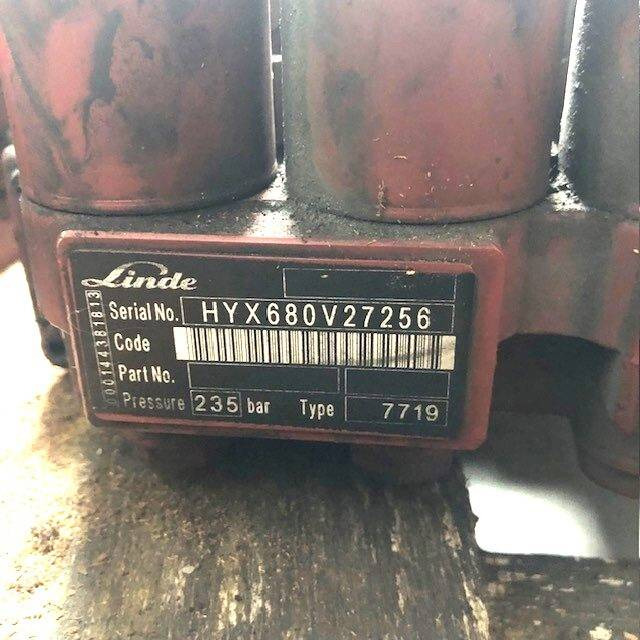 Linde
Serial No. HYX680V27256
Code
Part No.
Pressure 235 bar Type 7719